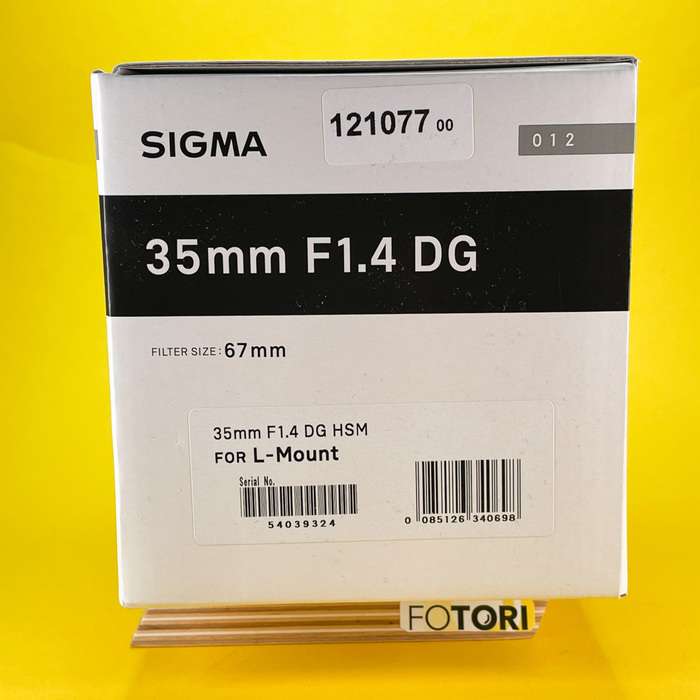 SIGMA
121077 00
012
35mm F1.4 DG
FILTER SIZE: 67mm
35mm F1.4 DG HSM
FOR L-Mount
Serial No.
54039324
0 085126 340698
FOTORI